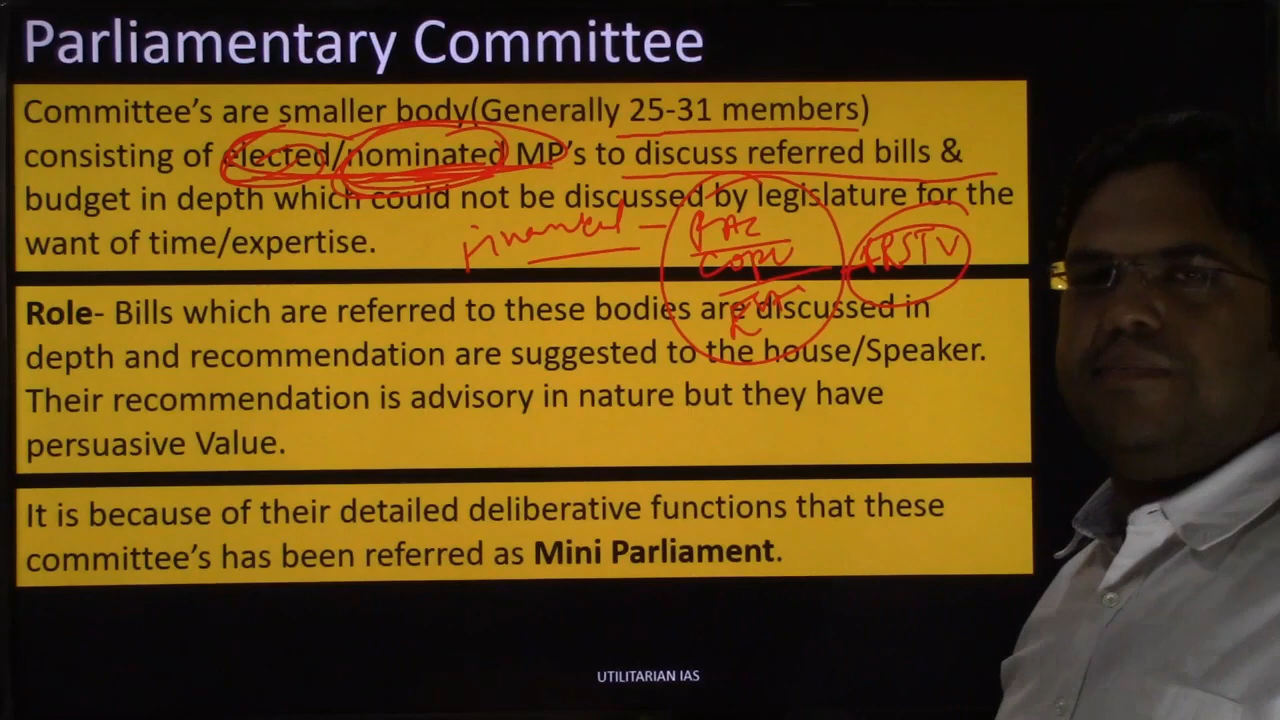 Parliamentary Committee
Committee's are smaller body(Generally 25-31 members)
consisting of elected/nominated MP's to discuss referred bills &
budget in depth which could not be discussed by legislature for the
want of time/expertise.
financial - PAC
COPU
EC
Role- Bills which are referred to these bodies are discussed in
depth and recommendation are suggested to the house/Speaker.
Their recommendation is advisory in nature but they have
persuasive Value.
It is because of their detailed deliberative functions that these
committee's has been referred as Mini Parliament.
UTILITARIAN IAS